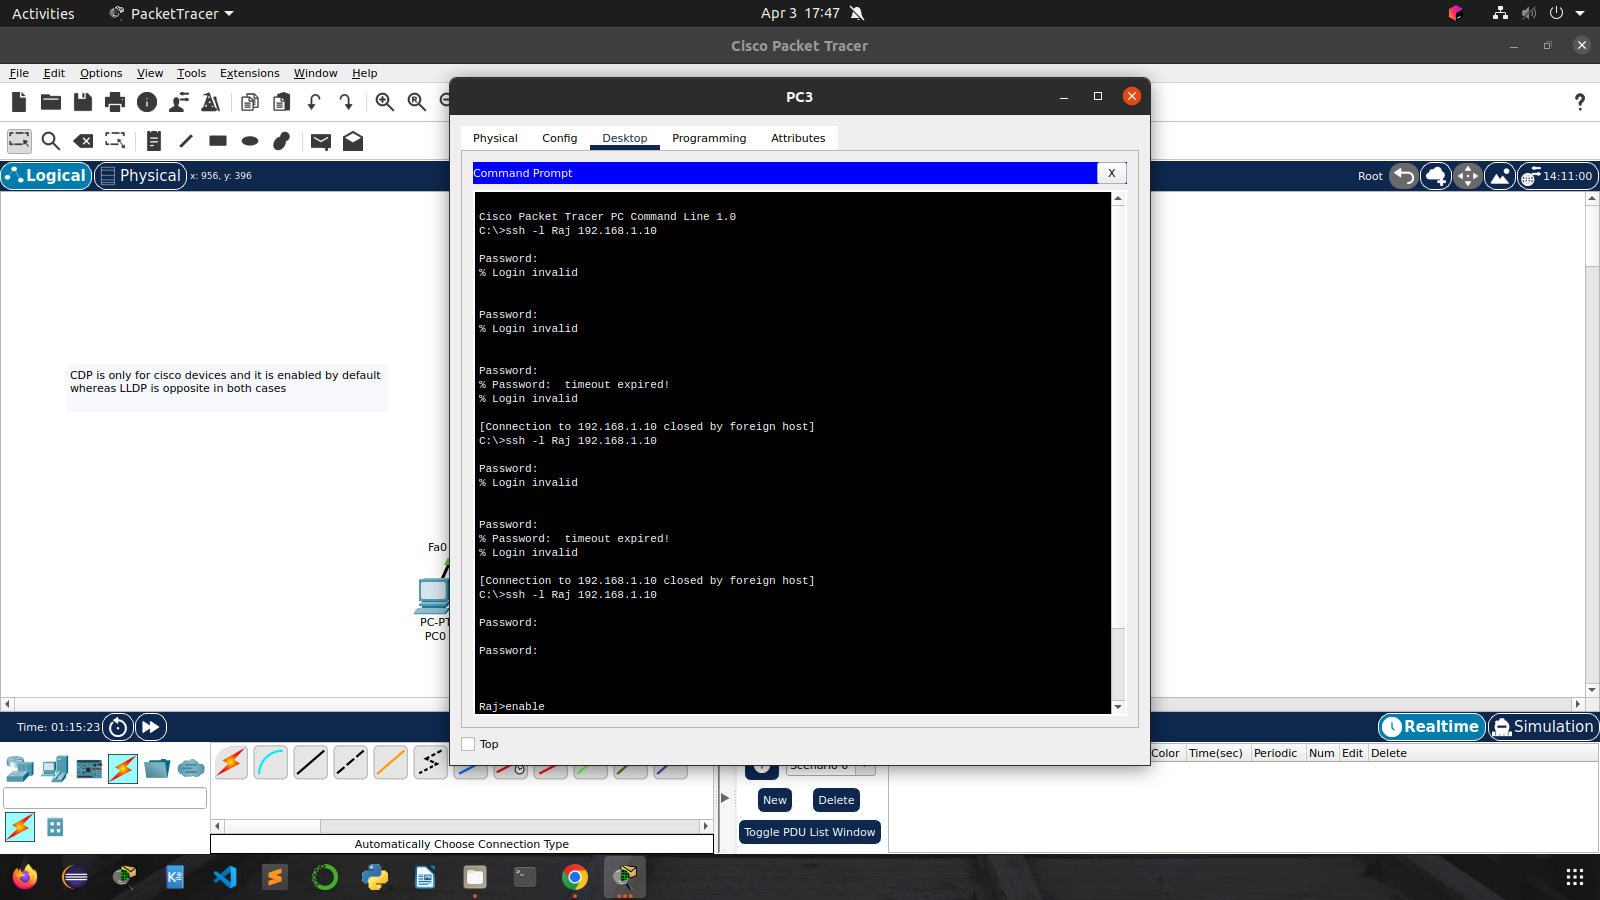 Activities PacketTracer Apr 3 17:47
Cisco Packet Tracer
File Edit Options View Tools Extensions Window Help
PC3
?
Physical Config Desktop Programming Attributes
Logical Physical x: 956, y: 396 Root 14:11:00
Command Prompt X
Cisco Packet Tracer PC Command Line 1.0
C:\>ssh -l Raj 192.168.1.10
Password:
% Login invalid
Password:
% Login invalid
Password:
% Password:  timeout expired!
% Login invalid
[Connection to 192.168.1.10 closed by foreign host]
C:\>ssh -l Raj 192.168.1.10
Password:
% Login invalid
Password:
% Password:  timeout expired!
% Login invalid
[Connection to 192.168.1.10 closed by foreign host]
C:\>ssh -l Raj 192.168.1.10
Password:
Password:
Raj>enable
Top
CDP is only for cisco devices and it is enabled by default
whereas LLDP is opposite in both cases
Fa0
PC-PT
PC0
Time: 01:15:23 Realtime Simulation
Color Time(sec) Periodic Num Edit Delete
New Delete
Toggle PDU List Window
Automatically Choose Connection Type